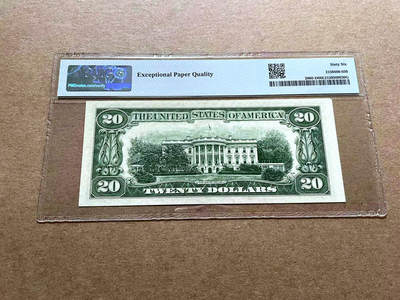 Exceptional Paper Quality
Sixty Six
20 THE UNITED STATES OF AMERICA 20
20 TWENTY DOLLARS 20